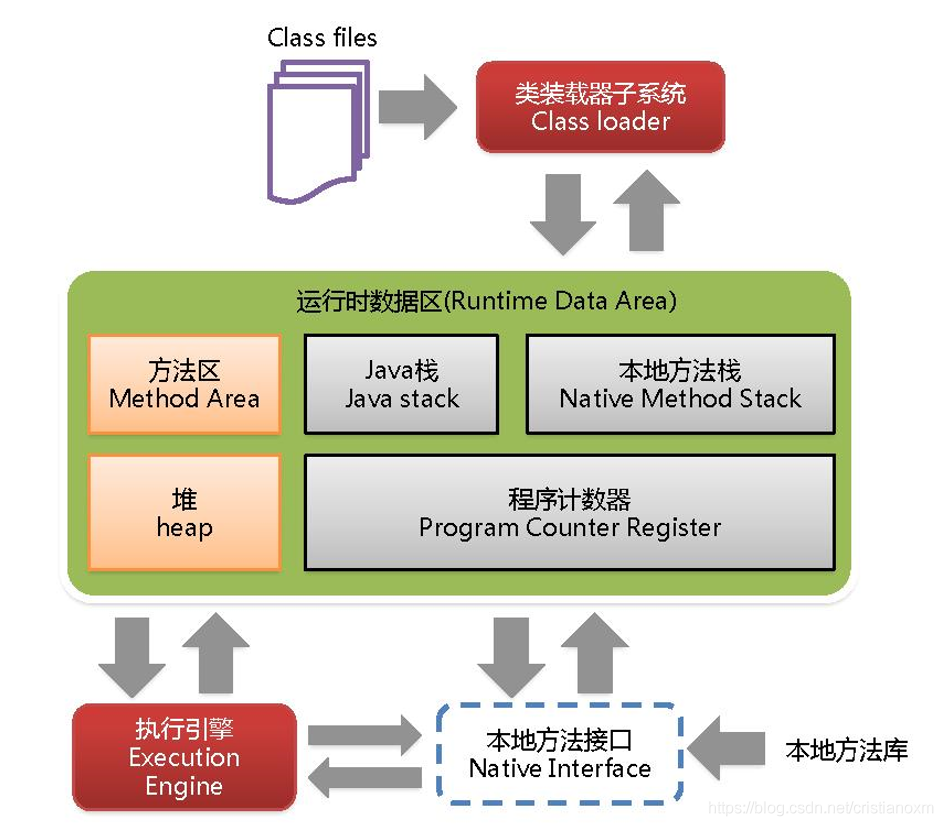 Class files
类装载器子系统
Class loader
运行时数据区(Runtime Data Area)
方法区
Method Area
Java栈
Java stack
本地方法栈
Native Method Stack
堆
heap
程序计数器
Program Counter Register
执行引擎
Execution
Engine
本地方法接口
Native Interface
本地方法库
https://blog.csdn.net/cristianoxm